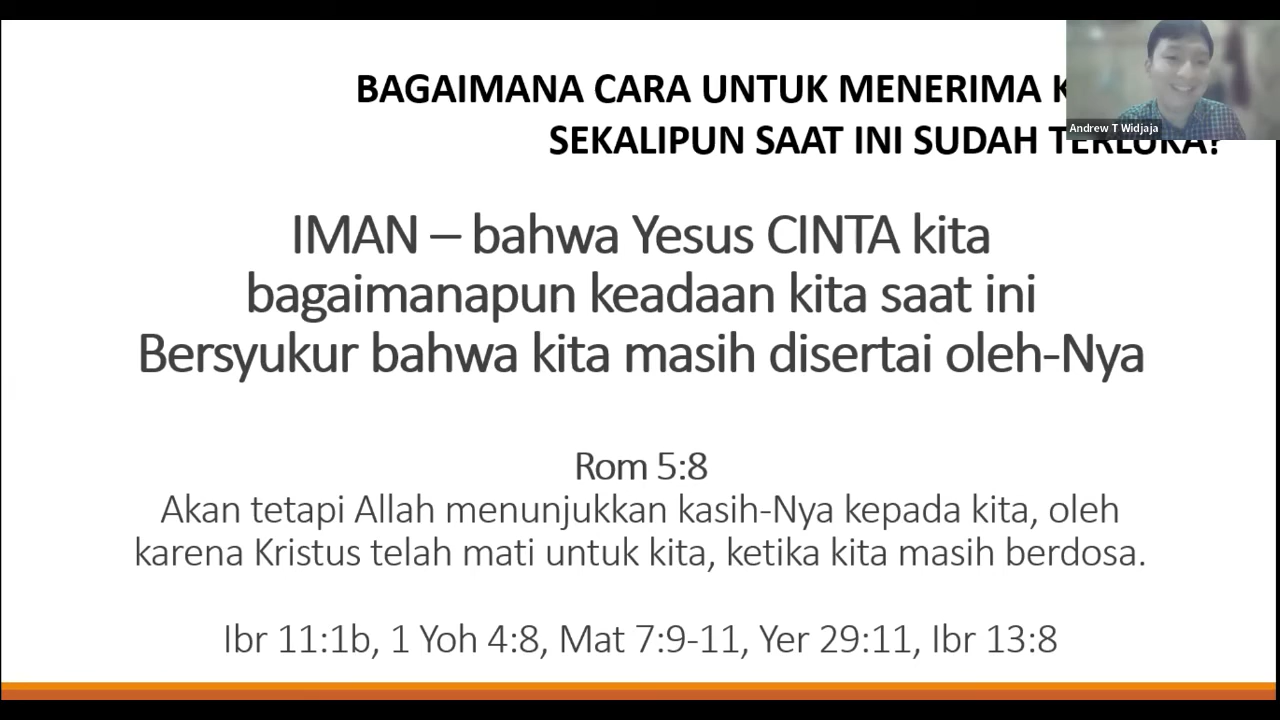 BAGAIMANA CARA UNTUK MENERIMA
SEKALIPUN SAAT INI SUDAH TERLUKA?
Andrew T Widjaja
IMAN – bahwa Yesus CINTA kita
bagaimanapun keadaan kita saat ini
Bersyukur bahwa kita masih disertai oleh-Nya
Rom 5:8
Akan tetapi Allah menunjukkan kasih-Nya kepada kita, oleh
karena Kristus telah mati untuk kita, ketika kita masih berdosa.
Ibr 11:1b, 1 Yoh 4:8, Mat 7:9-11, Yer 29:11, Ibr 13:8